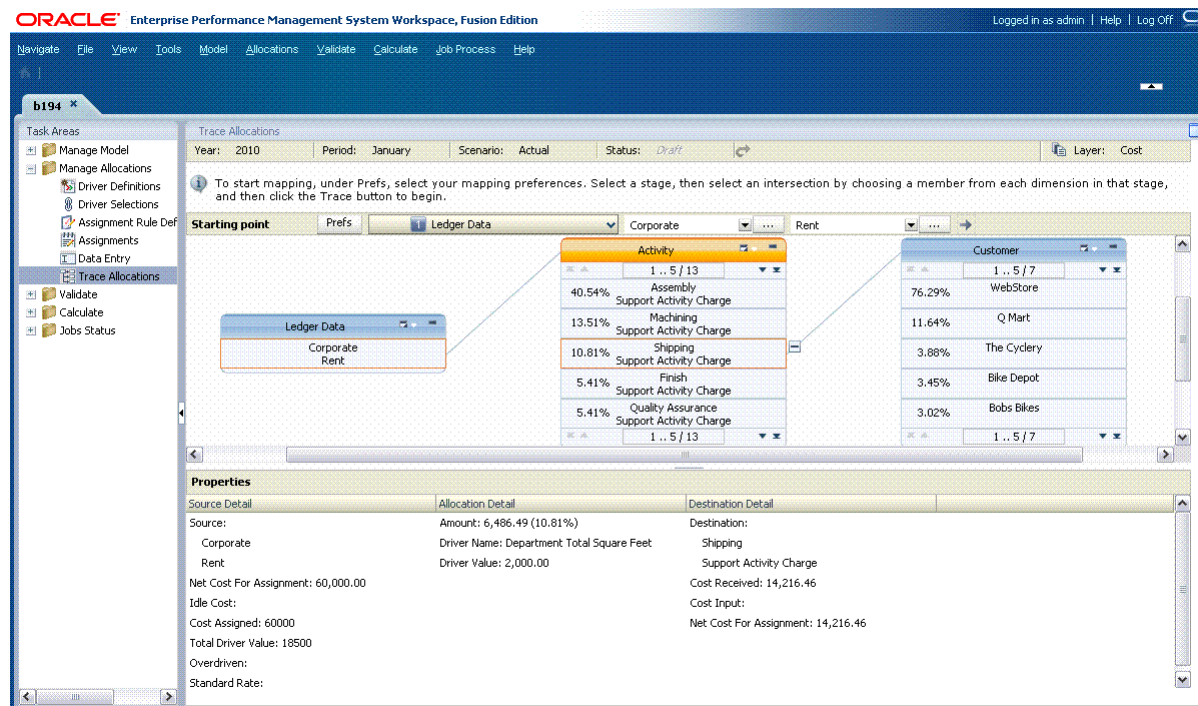 ORACLE® Enterprise Performance Management System Workspace, Fusion Edition
Logged in as admin | Help | Log Off
Navigate File View Tools Model Allocations Validate Calculate Job Process Help
b194 ×
Task Areas
Manage Model
Manage Allocations
Driver Definitions
Driver Selections
Assignment Rule Def
Assignments
Data Entry
Trace Allocations
Validate
Calculate
Jobs Status
Trace Allocations
Year: 2010 Period: January Scenario: Actual Status: Draft Layer: Cost
To start mapping, under Prefs, select your mapping preferences. Select a stage, then select an intersection by choosing a member from each dimension in that stage,
and then click the Trace button to begin.
Starting point Prefs 1 Ledger Data Corporate ... Rent ...
Ledger Data
Corporate
Rent
Activity
1 .. 5 / 13
40.54% Assembly
Support Activity Charge
13.51% Machining
Support Activity Charge
10.81% Shipping
Support Activity Charge
5.41% Finish
Support Activity Charge
5.41% Quality Assurance
Support Activity Charge
1 .. 5 / 13
Customer
1 .. 5 / 7
76.29% WebStore
11.64% Q Mart
3.88% The Cyclery
3.45% Bike Depot
3.02% Bobs Bikes
1 .. 5 / 7
Properties
Source Detail
Source:
Corporate
Rent
Net Cost For Assignment: 60,000.00
Idle Cost:
Cost Assigned: 60000
Total Driver Value: 18500
Overdriven:
Standard Rate:
Allocation Detail
Amount: 6,486.49 (10.81%)
Driver Name: Department Total Square Feet
Driver Value: 2,000.00
Destination Detail
Destination:
Shipping
Support Activity Charge
Cost Received: 14,216.46
Cost Input:
Net Cost For Assignment: 14,216.46